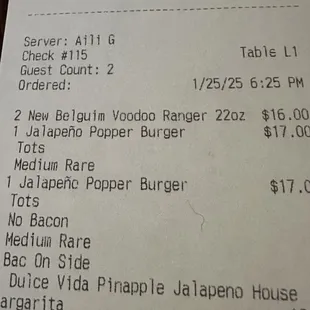 Server: Aili G
Check #115 Table L1
Guest Count: 2
Ordered: 1/25/25 6:25 PM
2 New Belguim Voodoo Ranger 22oz $16.00
1 Jalapeño Popper Burger $17.00
Tots
Medium Rare
1 Jalapeño Popper Burger $17.0
Tots
No Bacon
Medium Rare
Bac On Side
Dulce Vida Pinapple Jalapeno House
argarita